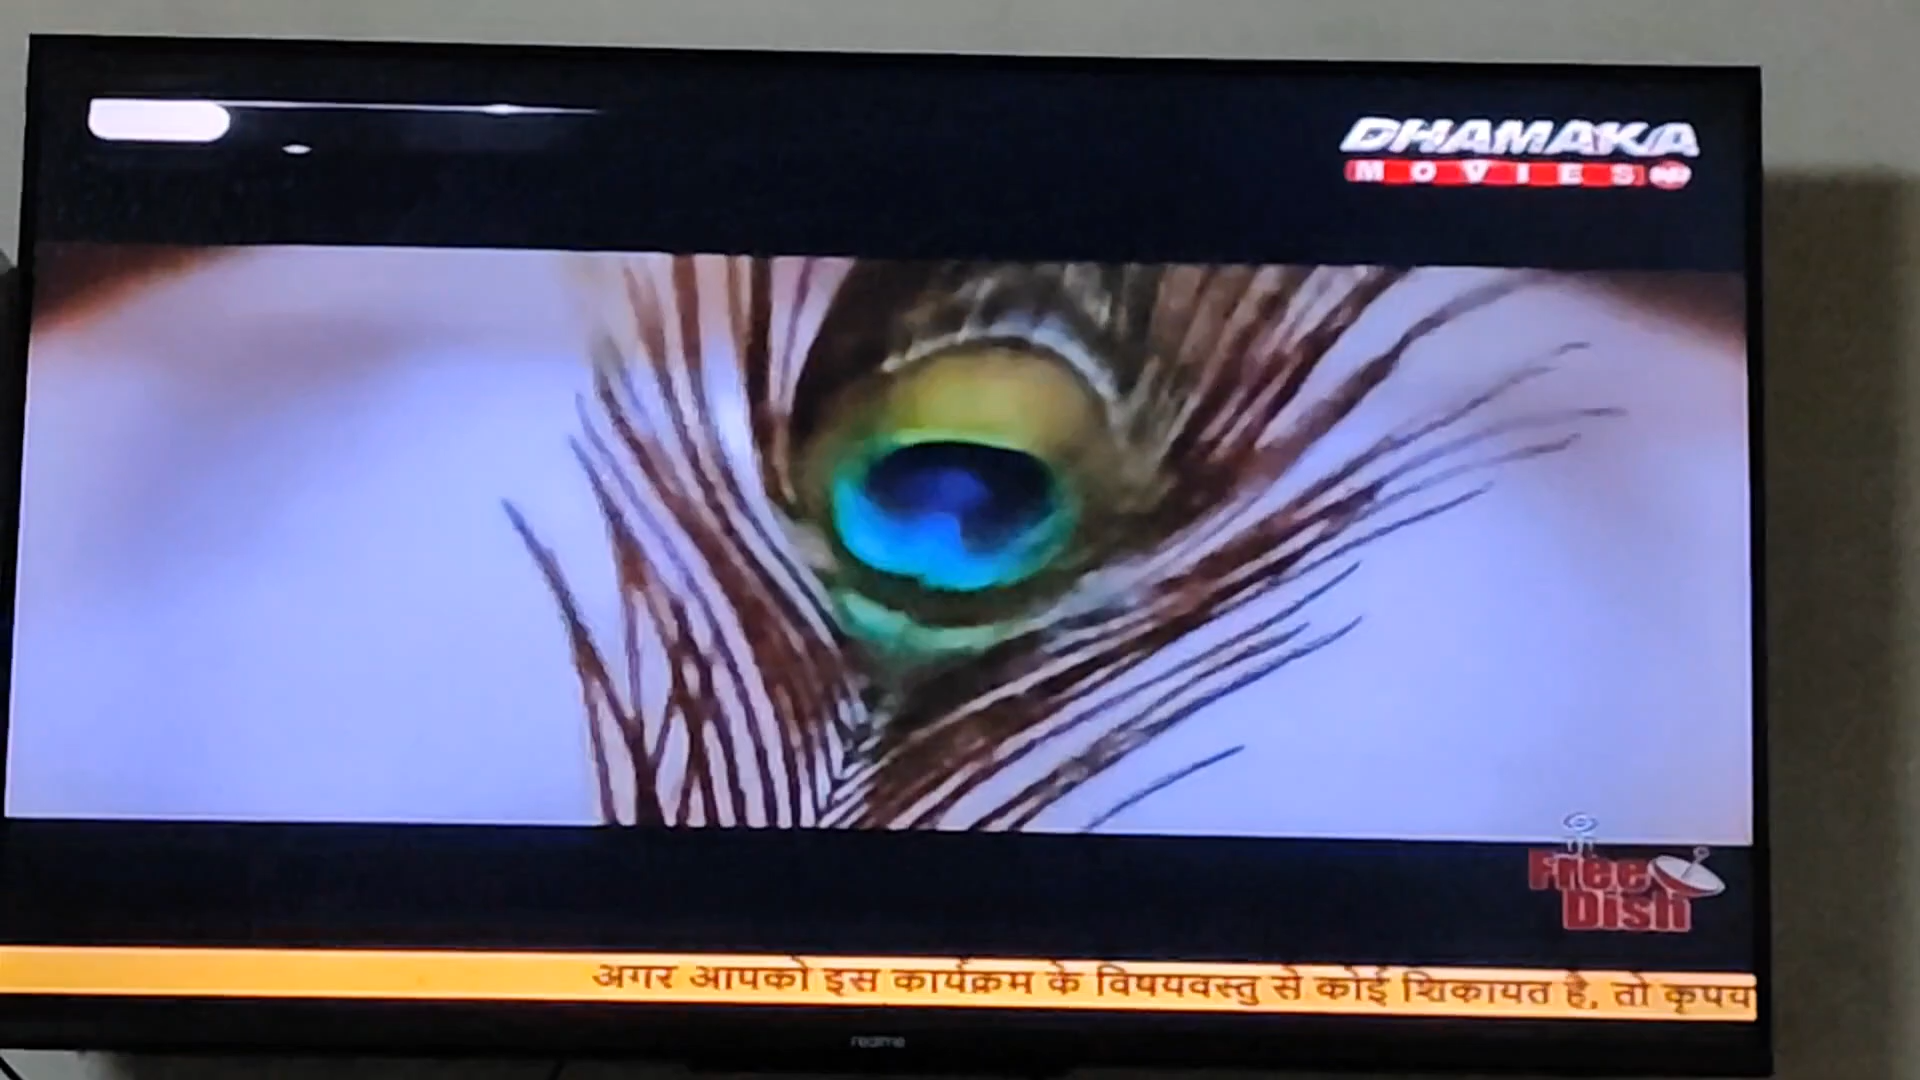 DHAMAKA
MOVIES
Free
Dish
अगर आपको इस कार्यक्रम के विषयवस्तु से कोई शिकायत है, तो कृपय
realme